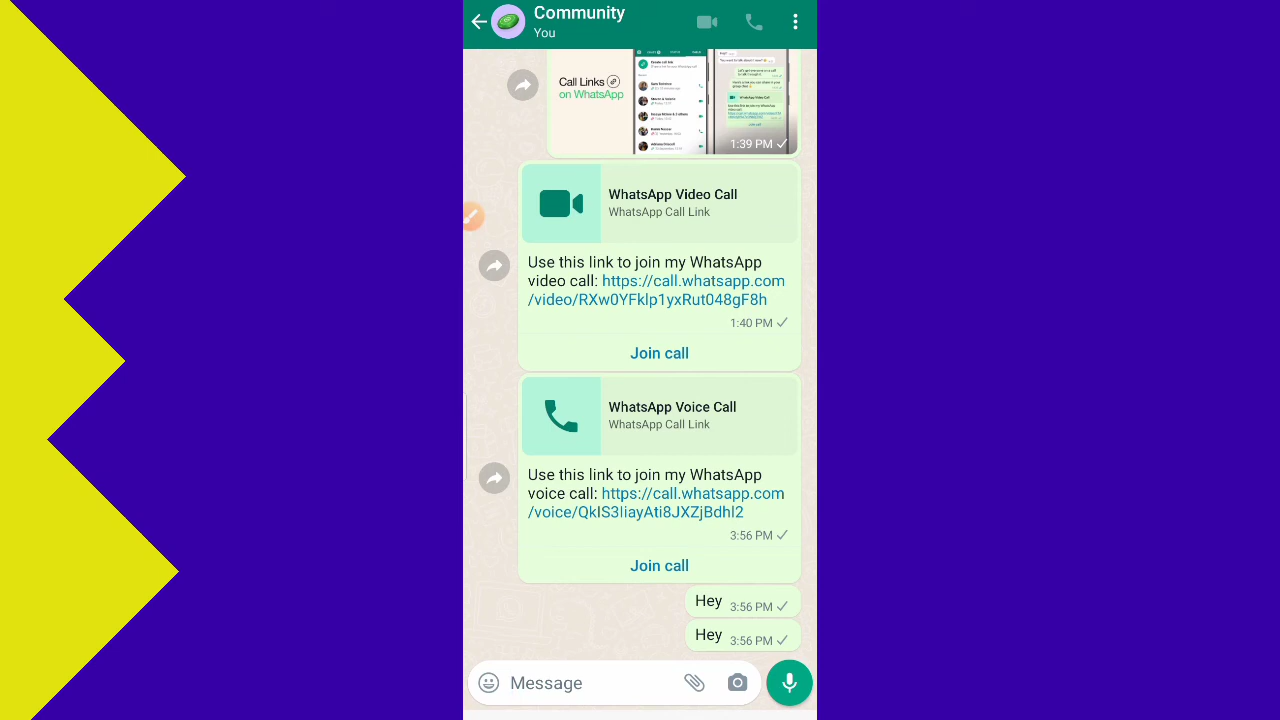 Community
You
Call Links
on WhatsApp
1:39 PM
WhatsApp Video Call
WhatsApp Call Link
Use this link to join my WhatsApp
video call: https://call.whatsapp.com
/video/RXw0YFklp1yxRut048gF8h
1:40 PM
Join call
WhatsApp Voice Call
WhatsApp Call Link
Use this link to join my WhatsApp
voice call: https://call.whatsapp.com
/voice/QkIS3IiayAti8JXZjBdhl2
3:56 PM
Join call
Hey 3:56 PM
Hey 3:56 PM
Message